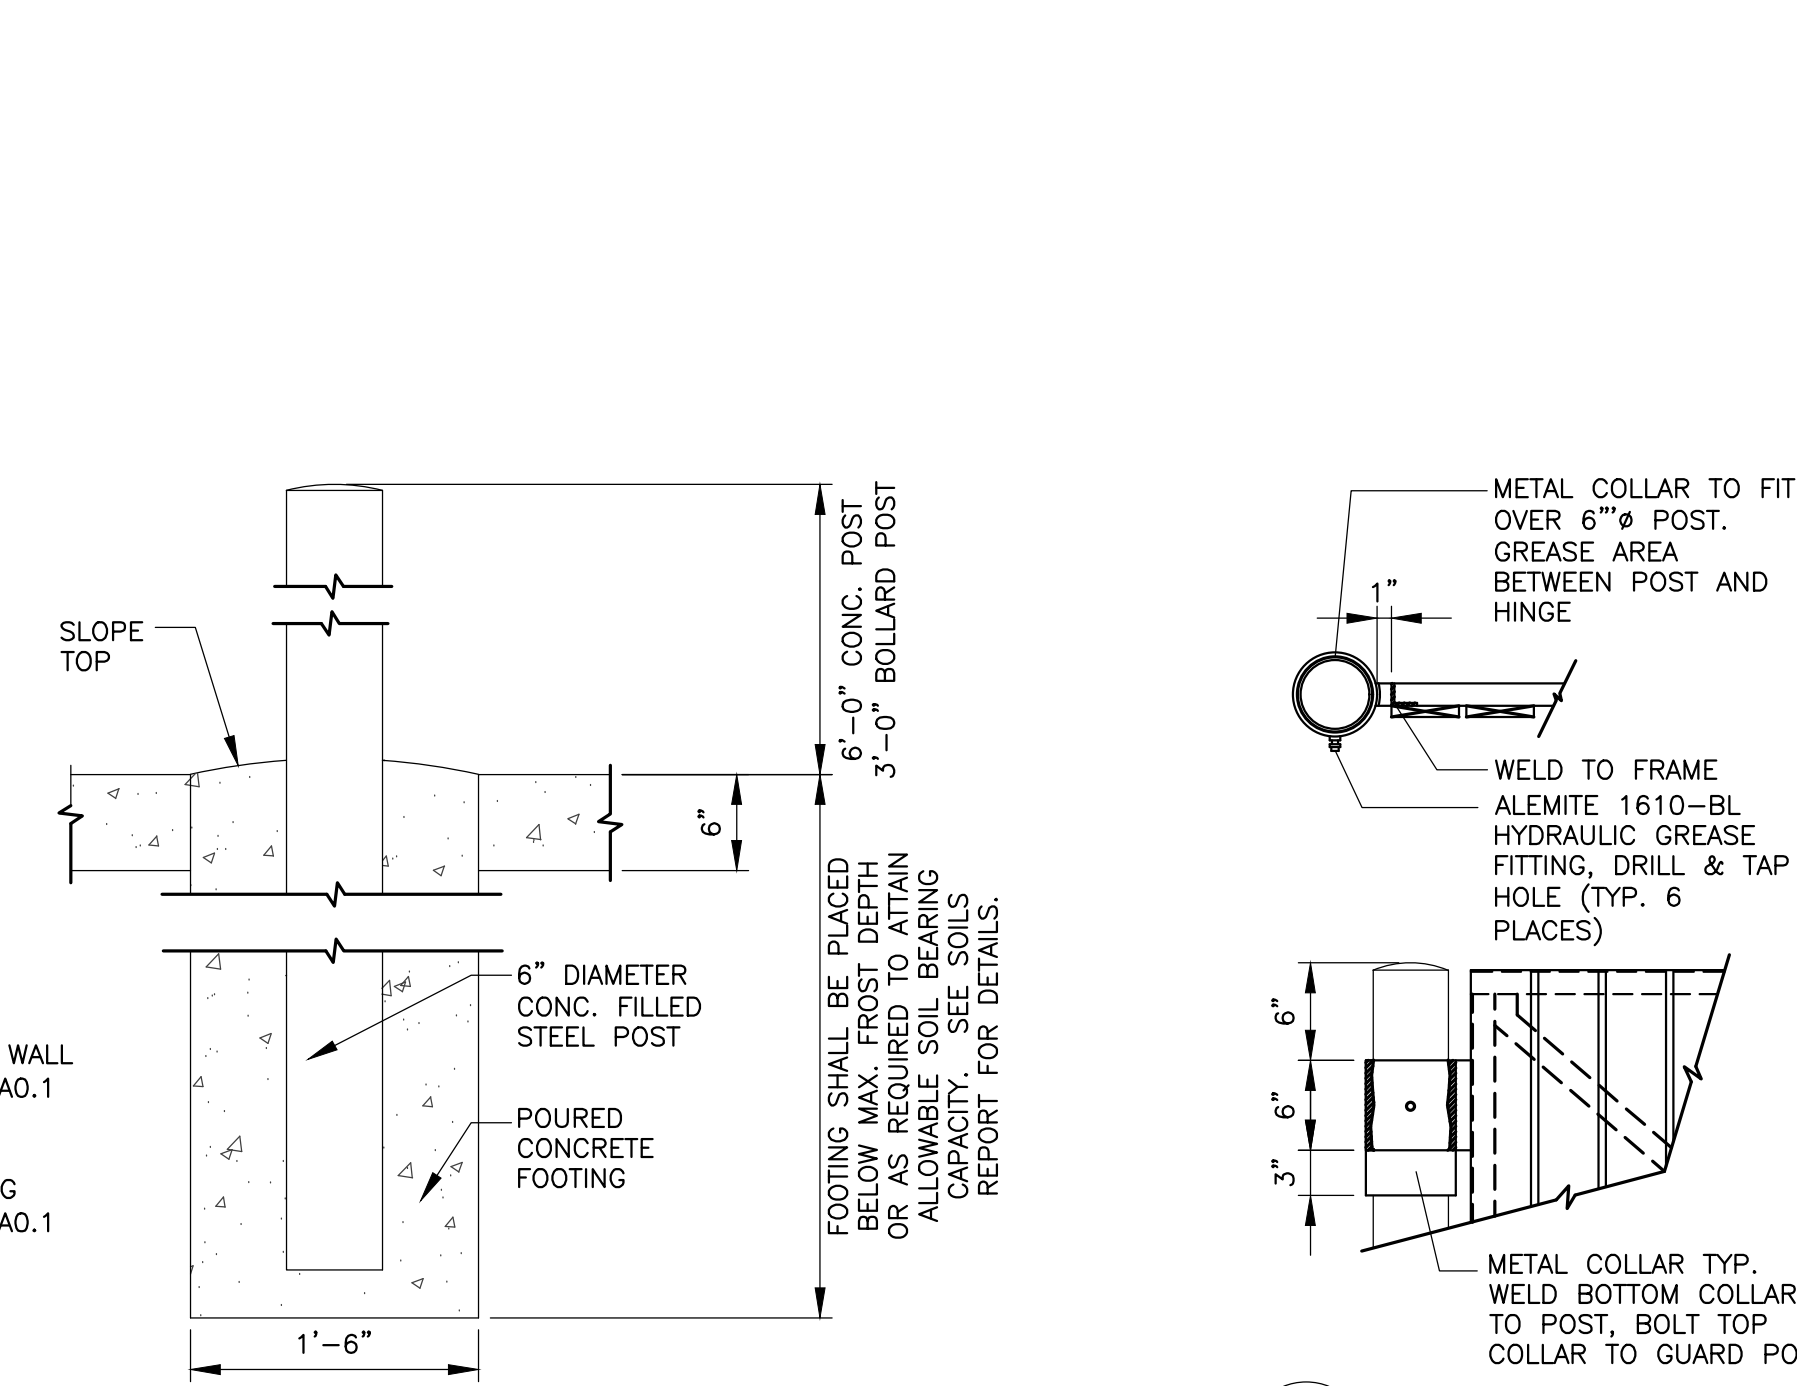 SLOPE
TOP
WALL
A0.1
G
A0.1
6'-0" CONC. POST
3'-0" BOLLARD POST
6"
FOOTING SHALL BE PLACED
BELOW MAX. FROST DEPTH
OR AS REQUIRED TO ATTAIN
ALLOWABLE SOIL BEARING
CAPACITY. SEE SOILS
REPORT FOR DETAILS.
6" DIAMETER
CONC. FILLED
STEEL POST
POURED
CONCRETE
FOOTING
1'-6"
METAL COLLAR TO FIT
OVER 6"'ø POST.
GREASE AREA
BETWEEN POST AND
HINGE
1"
WELD TO FRAME
ALEMITE 1610-BL
HYDRAULIC GREASE
FITTING, DRILL & TAP
HOLE (TYP. 6
PLACES)
6"
6"
3"
METAL COLLAR TYP.
WELD BOTTOM COLLAR
TO POST, BOLT TOP
COLLAR TO GUARD PO